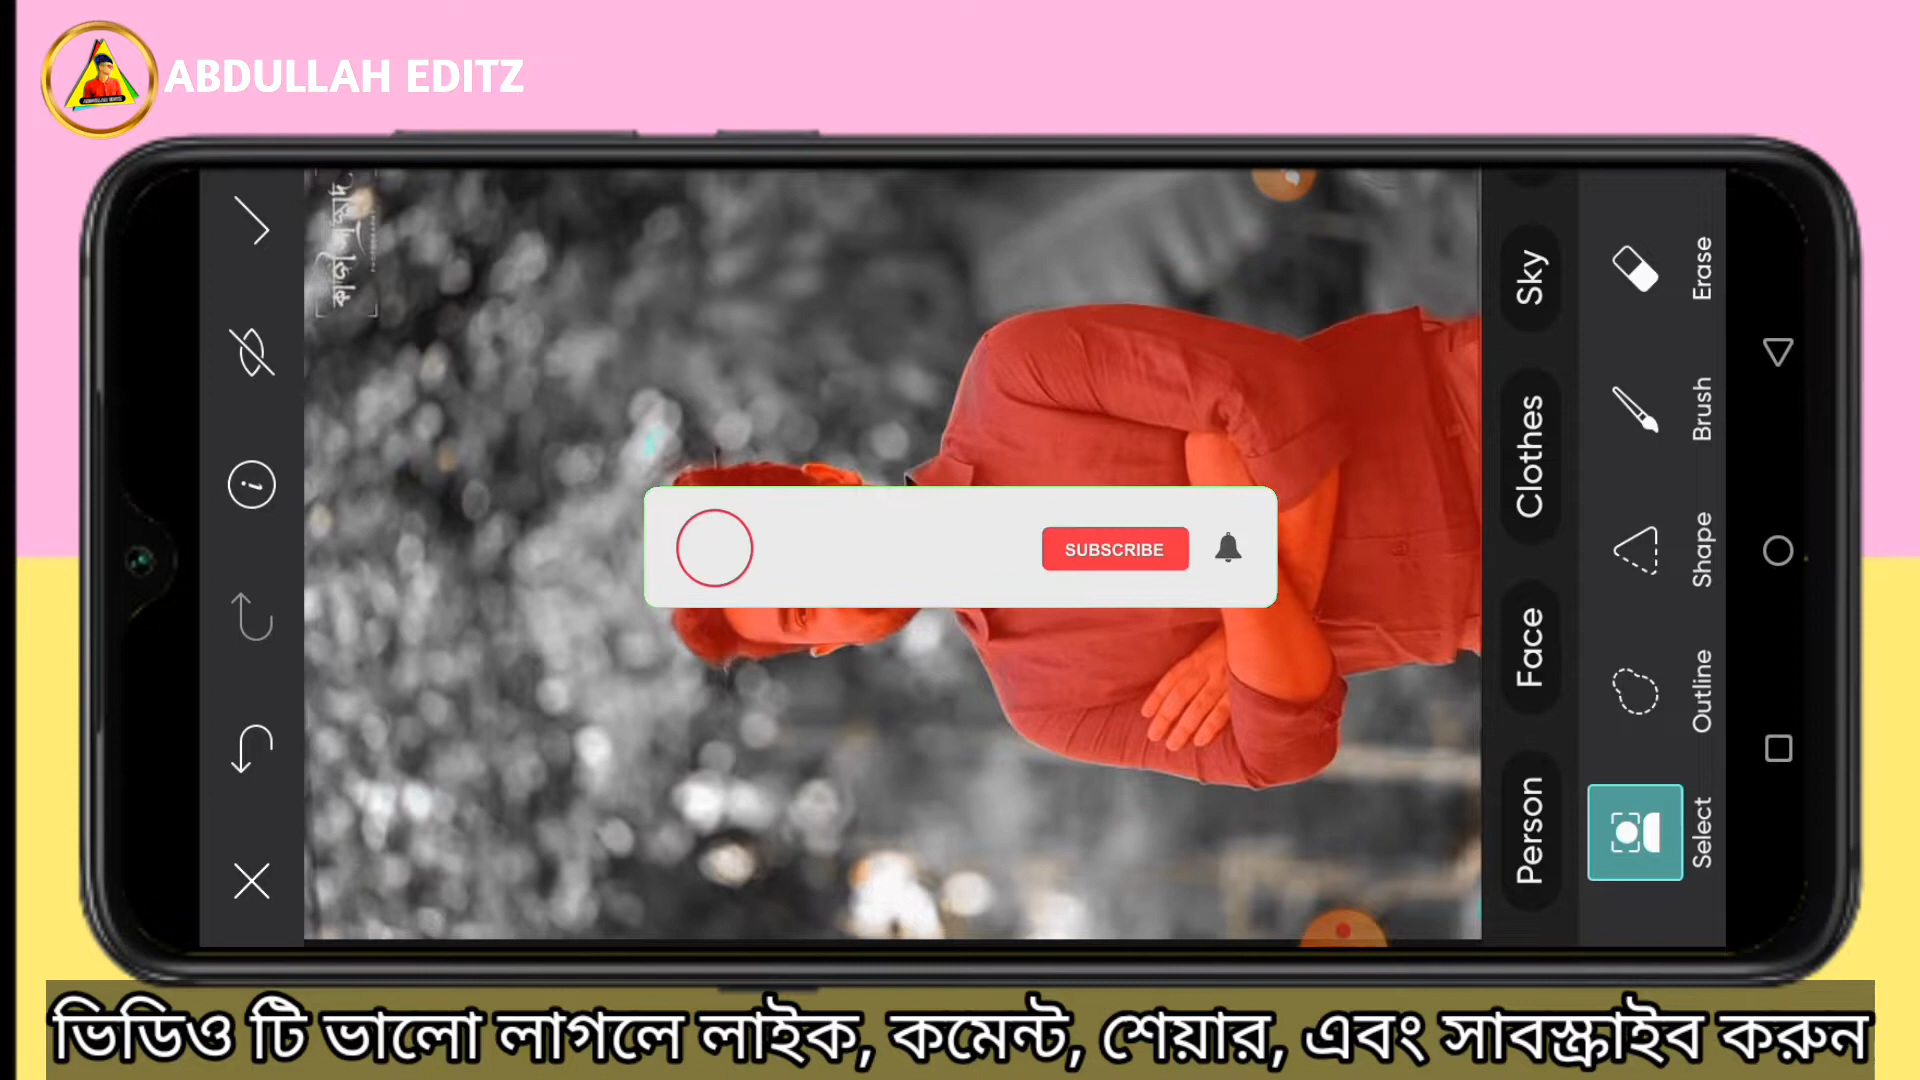 ABDULLAH EDITZ
Sky
Clothes
Face
Person
Erase
Brush
Shape
Outline
Select
SUBSCRIBE
ভিডিও টি ভালো লাগলে লাইক, কমেন্ট, শেয়ার, এবং সাবস্ক্রাইব করুন